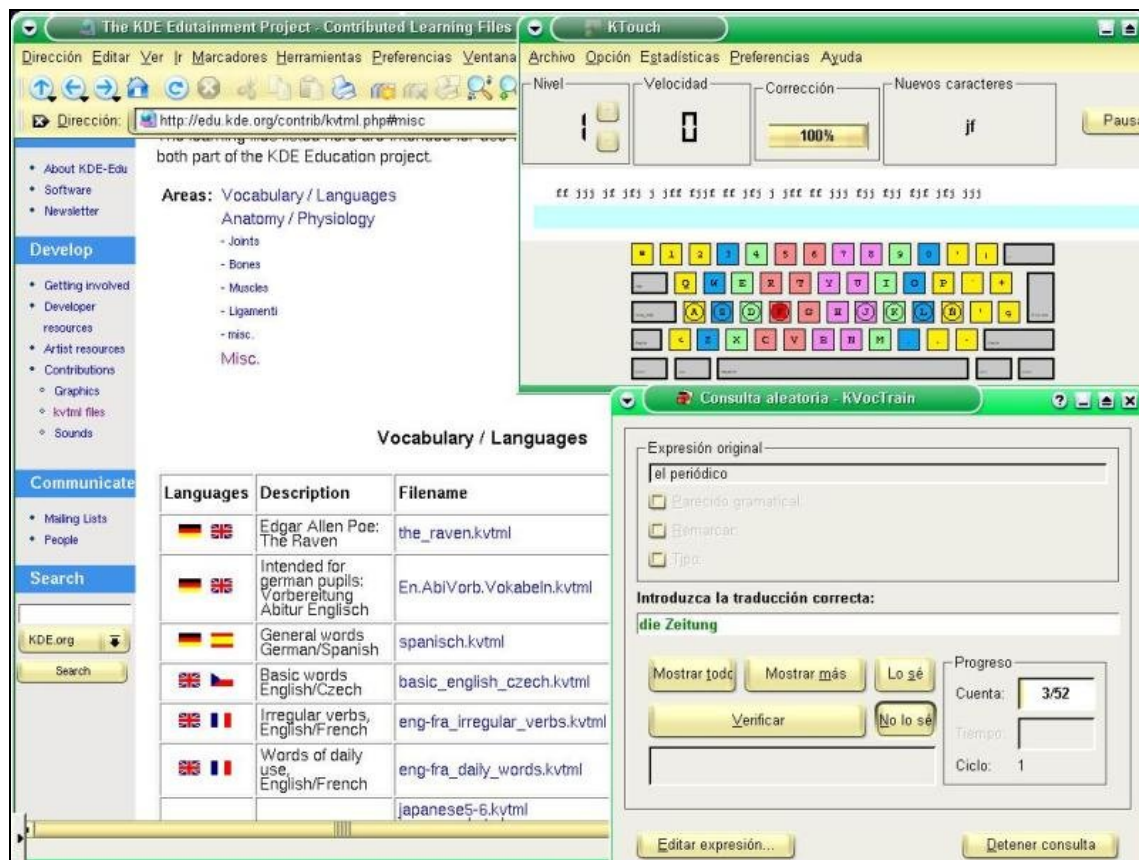 The KDE Edutainment Project - Contributed Learning Files
Dirección Editar Ver Ir Marcadores Herramientas Preferencias Ventana
Dirección: http://edu.kde.org/contrib/kvtml.php#misc
both part of the KDE Education project.
About KDE-Edu
Software
Newsletter
Develop
Getting involved
Developer
resources
Artist resources
Contributions
Graphics
kvtml files
Sounds
Communicate
Mailing Lists
People
Search
KDE.org
Search
Areas: Vocabulary / Languages
Anatomy / Physiology
- Joints
- Bones
- Muscles
- Ligamenti
- misc.
Misc.
Vocabulary / Languages
Languages Description Filename
Edgar Allen Poe:
The Raven
the_raven.kvtml
Intended for
german pupils:
Vorbereitung
Abitur Englisch
En.AbiVorb.Vokabeln.kvtml
General words
German/Spanish
spanisch.kvtml
Basic words
English/Czech
basic_english_czech.kvtml
Irregular verbs,
English/French
eng-fra_irregular_verbs.kvtml
Words of daily
use,
English/French
eng-fra_daily_words.kvtml
japanese5-6.kvtml
KTouch
Archivo Opción Estadísticas Preferencias Ayuda
Nivel Velocidad Corrección Nuevos caracteres
1 0 100% jf
Pausa
Q W E R T Y U I O P
A S D F G H J K L Ñ
Z X C V B N M
Consulta aleatoria - KVocTrain
Expresión original
el periódico
Parecido gramatical:
Remarcar:
Tipo:
Introduzca la traducción correcta:
die Zeitung
Mostrar todo Mostrar más Lo sé
Verificar No lo sé
Progreso
Cuenta: 3/52
Tiempo:
Ciclo: 1
Editar expresión... Detener consulta